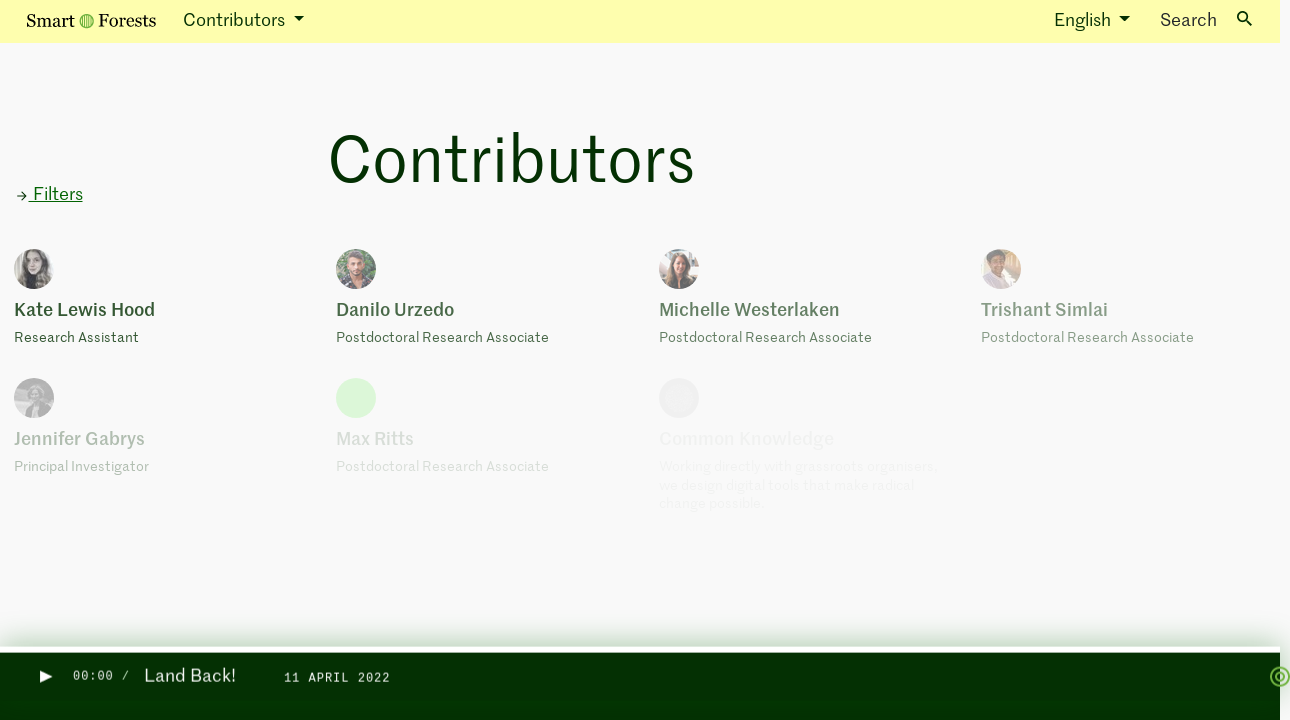 Smart Forests
Contributors
English
Search
Contributors
→ Filters
Kate Lewis Hood
Research Assistant
Danilo Urzedo
Postdoctoral Research Associate
Michelle Westerlaken
Postdoctoral Research Associate
Trishant Simlai
Postdoctoral Research Associate
Jennifer Gabrys
Principal Investigator
Max Ritts
Postdoctoral Research Associate
Common Knowledge
Working directly with grassroots organisers,
we design digital tools that make radical
change possible.
00:00 /
Land Back!
11 APRIL 2022